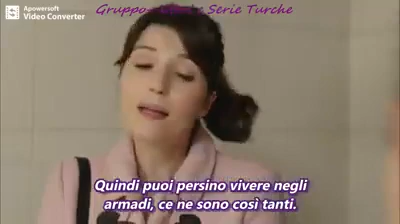 Apowersoft
Video Converter
Gruppo : Serie Turche
Quindi puoi persino vivere negli
armadi, ce ne sono così tanti.